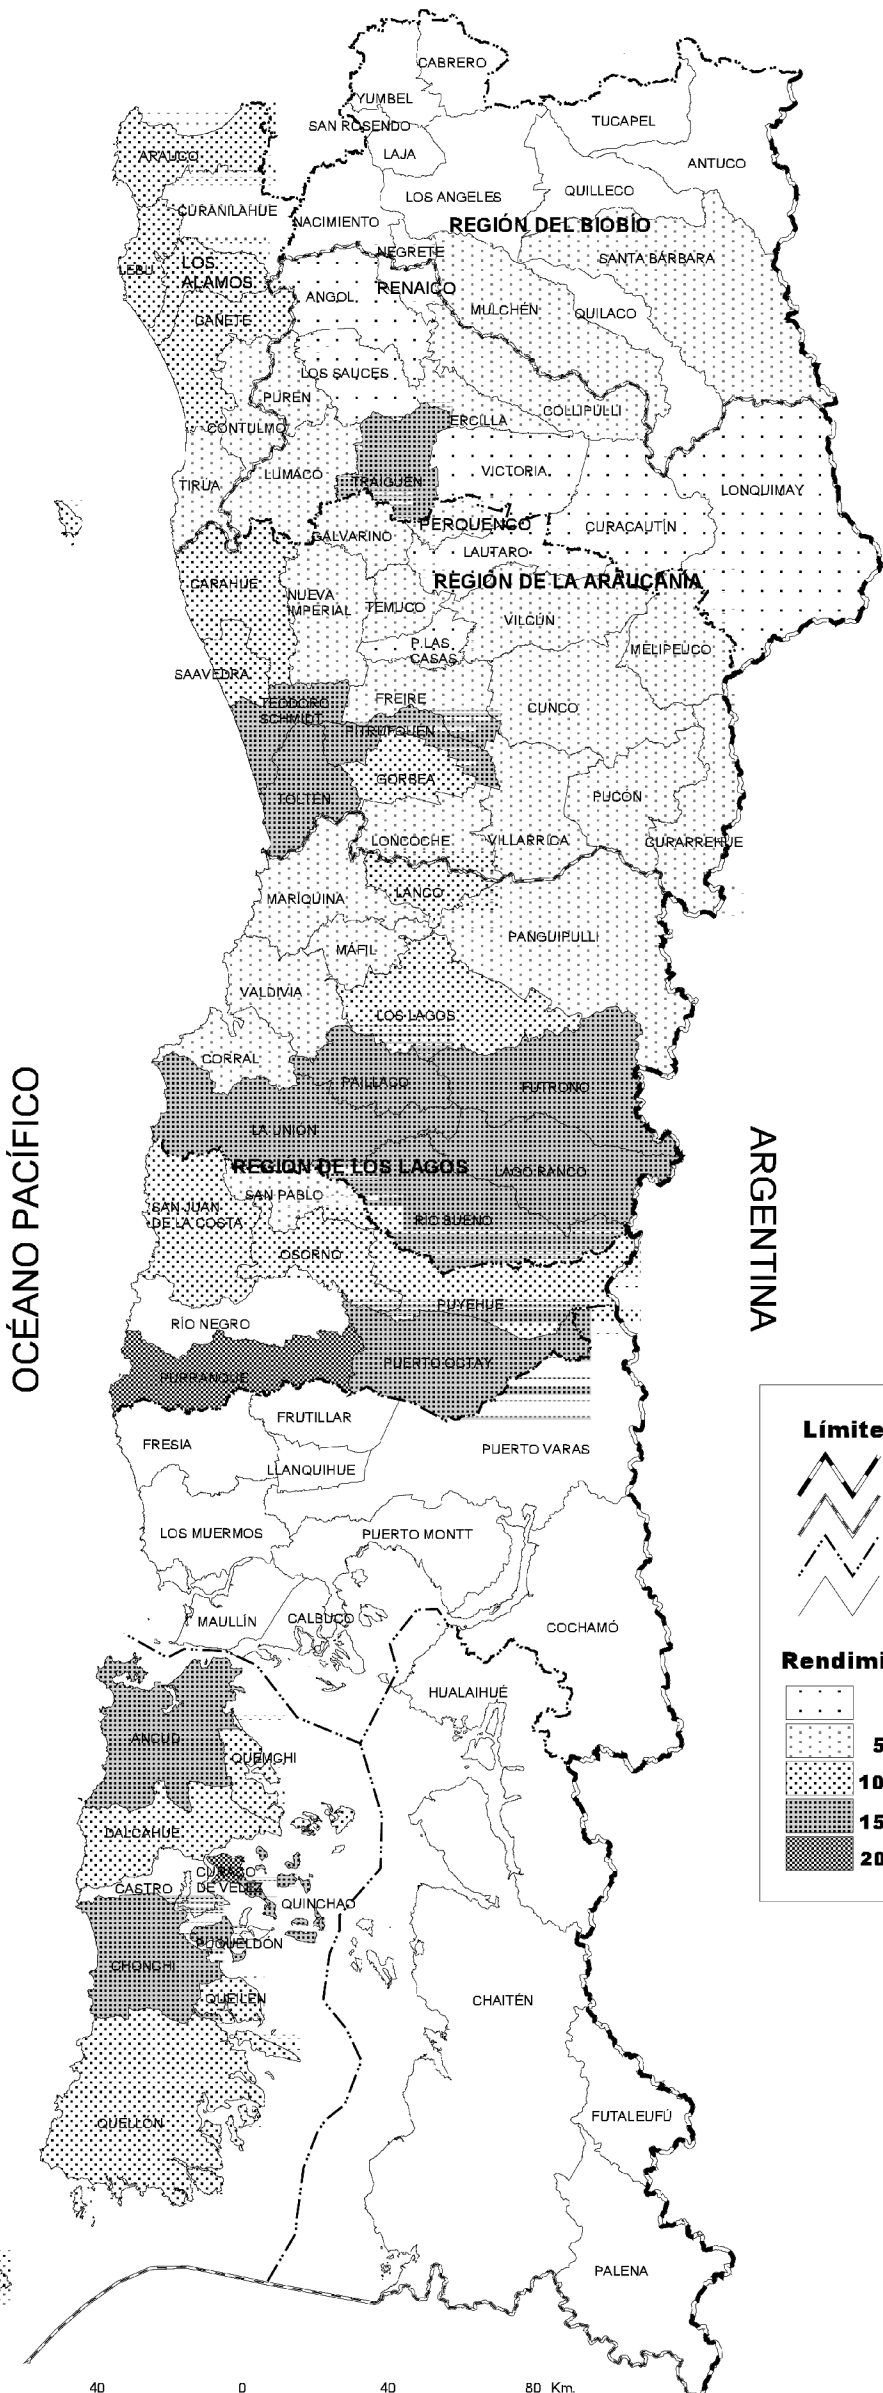 CABRERO
YUMBEL
SAN ROSENDO
TUCAPEL
LAJA
ARAUCO
ANTUCO
LOS ANGELES
QUILLECO
CURANILAHUE
NACIMIENTO
REGIÓN DEL BIOBÍO
NEGRETE
SANTA BÁRBARA
LEBU
LOS
ALAMOS
RENAICO
ANGOL
MULCHÉN
QUILACO
CAÑETE
LOS SAUCES
PURÉN
COLLIPULLI
ERCILLA
CONTULMO
VICTORIA
LUMACO
TRAIGUÉN
TIRÚA
LONQUIMAY
PERQUENCO
CURACAUTÍN
GALVARINO
LAUTARO
REGIÓN DE LA ARAUCANÍA
CARAHUE
NUEVA
IMPERIAL
TEMUCO
VILCÚN
P.LAS
CASAS
MELIPEUCO
SAAVEDRA
TEODORO
SCHMIDT
FREIRE
CUNCO
PITRUFQUÉN
GORBEA
TOLTÉN
PUCÓN
LONCOCHE
VILLARRICA
CURARREHUE
LANCO
MARIQUINA
PANGUIPULLI
MÁFIL
VALDIVIA
LOS LAGOS
CORRAL
PAILLACO
FUTRONO
LA UNIÓN
REGION DE LOS LAGOS
LAGO RANCO
SAN PABLO
SAN JUAN
DE LA COSTA
RÍO BUENO
OSORNO
PUYEHUE
RÍO NEGRO
PUERTO OCTAY
PURRANQUE
OCÉANO PACÍFICO
ARGENTINA
FRUTILLAR
FRESIA
PUERTO VARAS
LLANQUIHUE
LOS MUERMOS
PUERTO MONTT
MAULLÍN
CALBUCO
COCHAMÓ
HUALAIHUÉ
ANCUD
QUEMCHI
DALCAHUE
CURACO
DE VELEZ
CASTRO
QUINCHAO
PUQUELDÓN
CHONCHI
QUEILEN
CHAITÉN
QUELLÓN
FUTALEUFÚ
PALENA
Límite
Rendimi
5
10
15
20
40
0
40
80 Km.